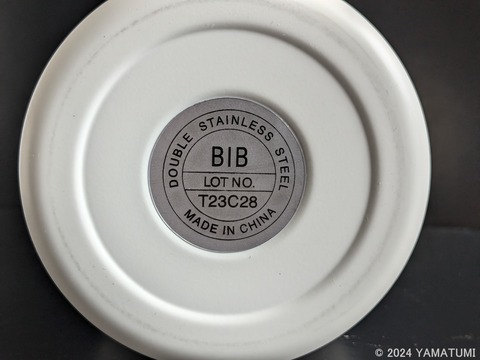 DOUBLE STAINLESS STEEL
BIB
LOT NO.
T23C28
MADE IN CHINA
© 2024 YAMATUMI